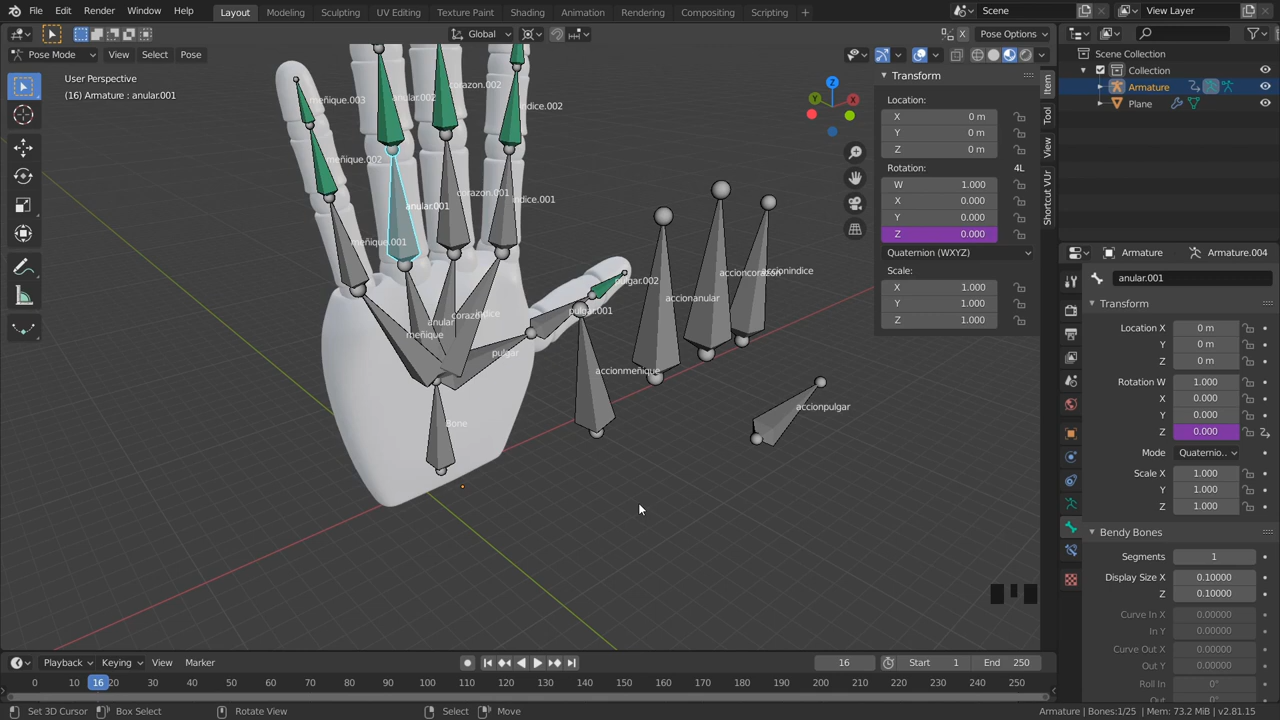 File Edit Render Window Help
Layout Modeling Sculpting UV Editing Texture Paint Shading Animation Rendering Compositing Scripting +
Scene View Layer
Global Pose Options
Pose Mode View Select Pose
User Perspective
(16) Armature : anular.001
meñique.003
anular.002
corazon.002
indice.002
meñique.002
corazon.001
indice.001
anular.001
meñique.001
pulgar.002
pulgar.001
anular
corazon
indice
meñique
pulgar
Bone
accionmeñique
accionanular
accioncorazon
accionindice
accionpulgar
Transform
Location:
X 0 m
Y 0 m
Z 0 m
Rotation: 4L
W 1.000
X 0.000
Y 0.000
Z 0.000
Quaternion (WXYZ)
Scale:
X 1.000
Y 1.000
Z 1.000
Item
Tool
View
Shortcut VUr
Scene Collection
Collection
Armature
Plane
Armature Armature.004
anular.001
Transform
Location X 0 m
Y 0 m
Z 0 m
Rotation W 1.000
X 0.000
Y 0.000
Z 0.000
Mode Quaternio..
Scale X 1.000
Y 1.000
Z 1.000
Bendy Bones
Segments 1
Display Size X 0.10000
Z 0.10000
Curve In X 0.00000
In Y 0.00000
Curve Out X 0.00000
Out Y 0.00000
Roll In 0°
Out 0°
Playback Keying View Marker 16 Start 1 End 250
0 10 16 20 30 40 50 60 70 80 90 100 110 120 130 140 150 160 170 180 190 200 210 220 230 240 250
Set 3D Cursor Box Select Rotate View Select Move Armature | Bones:1/25 | Mem: 73.2 MiB | v2.81.15